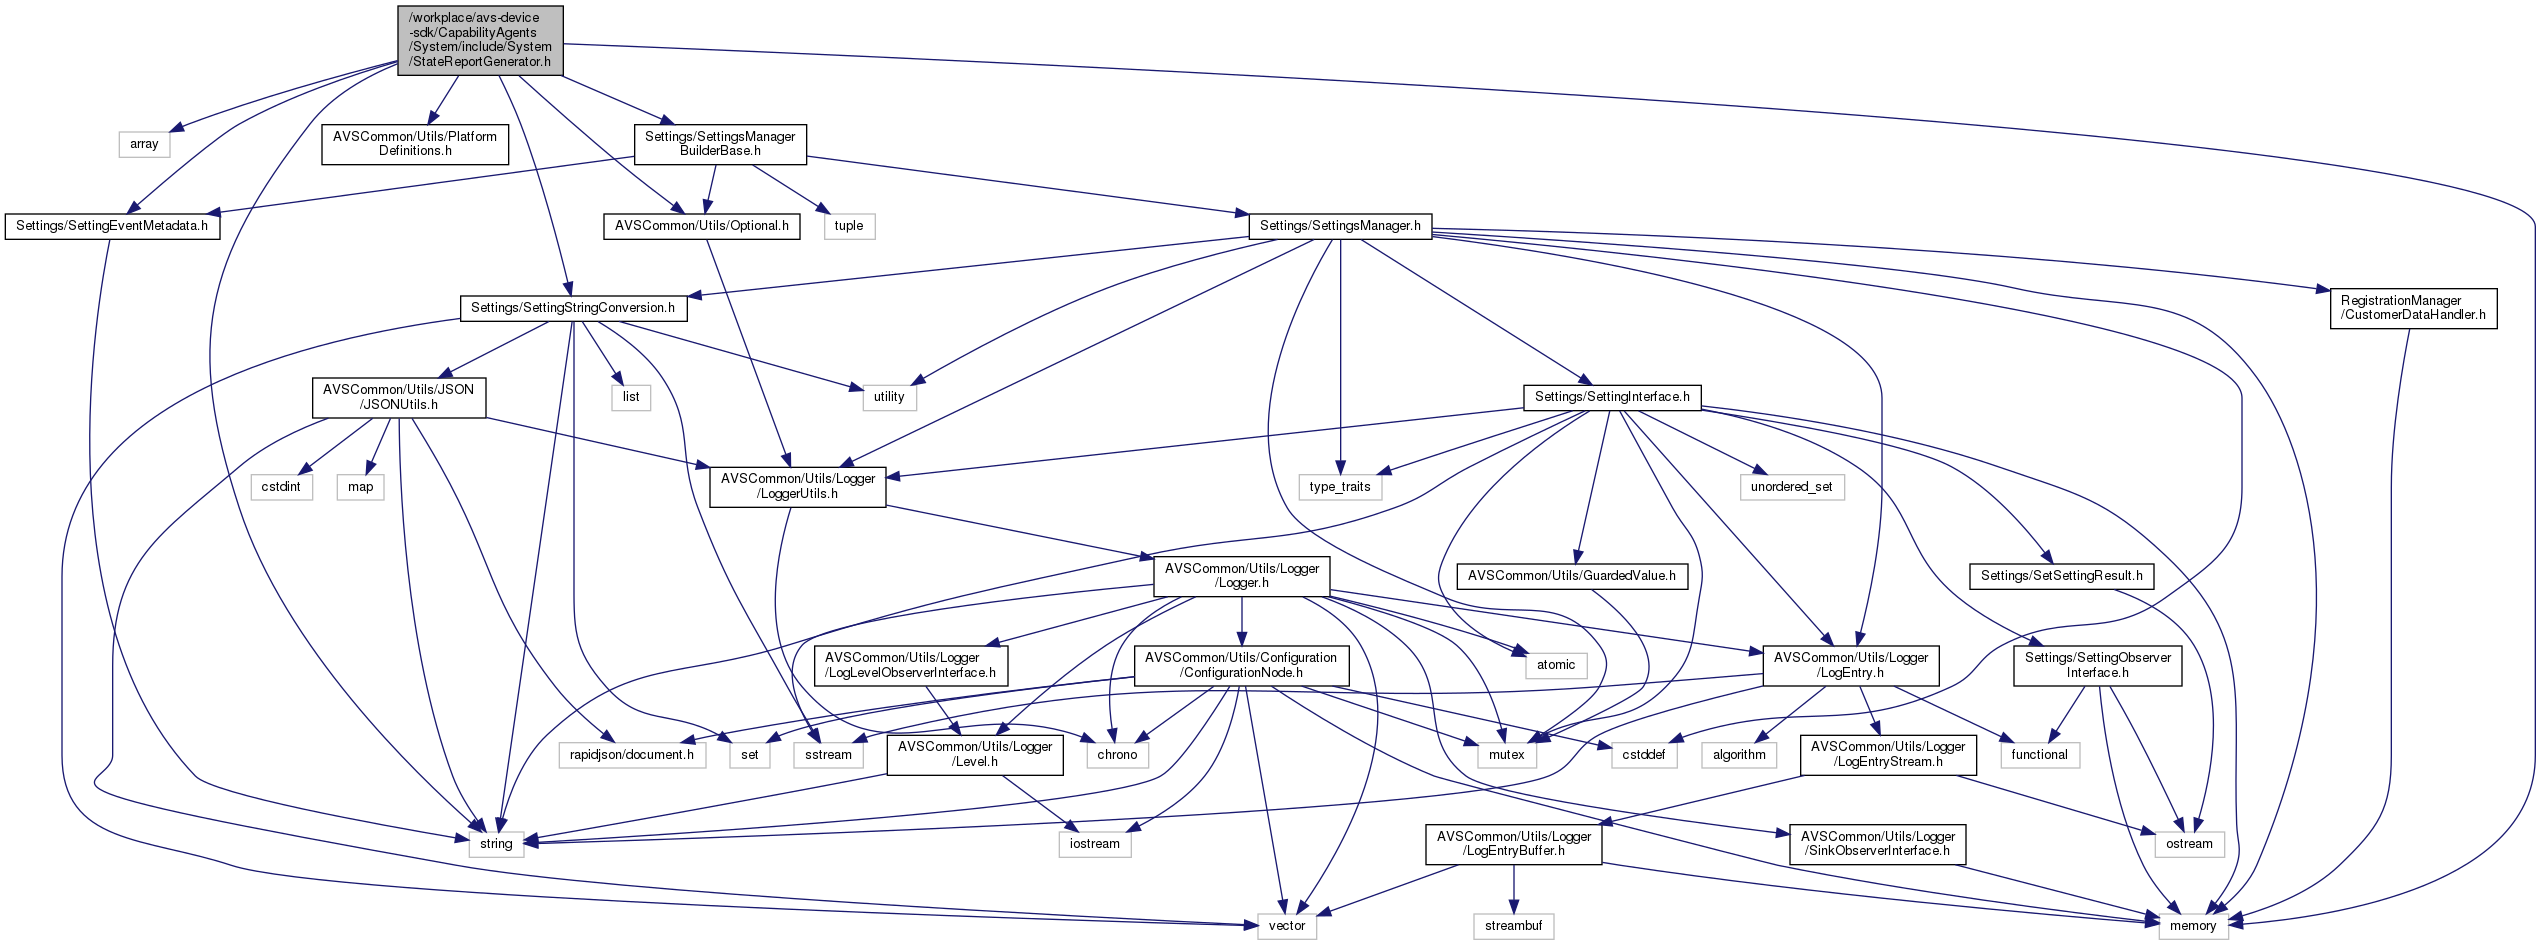 /workplace/avs-device
-sdk/CapabilityAgents
/System/include/System
/StateReportGenerator.h
array
AVSCommon/Utils/Platform
Definitions.h
Settings/SettingsManager
BuilderBase.h
Settings/SettingEventMetadata.h
AVSCommon/Utils/Optional.h
tuple
Settings/SettingsManager.h
Settings/SettingStringConversion.h
RegistrationManager
/CustomerDataHandler.h
AVSCommon/Utils/JSON
/JSONUtils.h
list
utility
Settings/SettingInterface.h
cstdint
map
AVSCommon/Utils/Logger
/LoggerUtils.h
type_traits
unordered_set
AVSCommon/Utils/Logger
/Logger.h
AVSCommon/Utils/GuardedValue.h
Settings/SetSettingResult.h
AVSCommon/Utils/Logger
/LogLevelObserverInterface.h
AVSCommon/Utils/Configuration
/ConfigurationNode.h
atomic
AVSCommon/Utils/Logger
/LogEntry.h
Settings/SettingObserver
Interface.h
rapidjson/document.h
set
sstream
AVSCommon/Utils/Logger
/Level.h
chrono
mutex
cstddef
algorithm
AVSCommon/Utils/Logger
/LogEntryStream.h
functional
string
iostream
AVSCommon/Utils/Logger
/LogEntryBuffer.h
AVSCommon/Utils/Logger
/SinkObserverInterface.h
ostream
vector
streambuf
memory